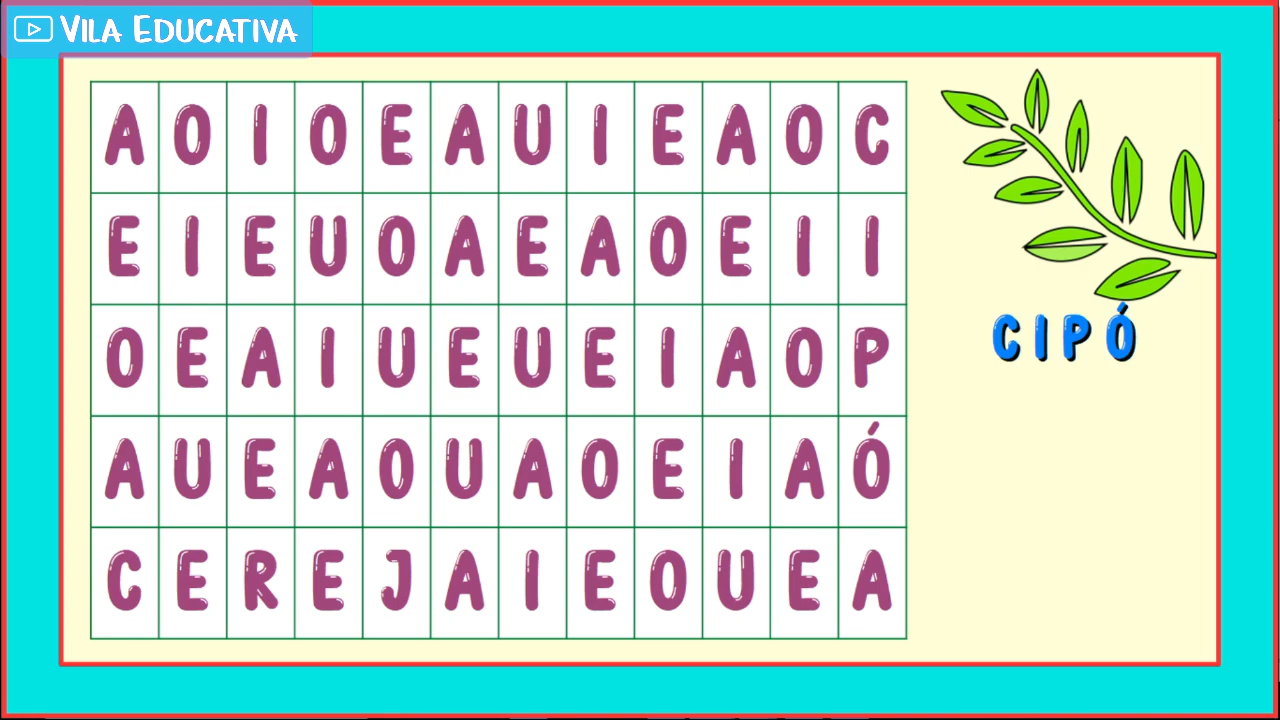 VILA EDUCATIVA
A O I O E A U I E A O C
E I E U O A E A O E I I
O E A I U E U E I A O P
A U E A O U A O E I A Ó
C E R E J A I E O U E A
CIPÓ